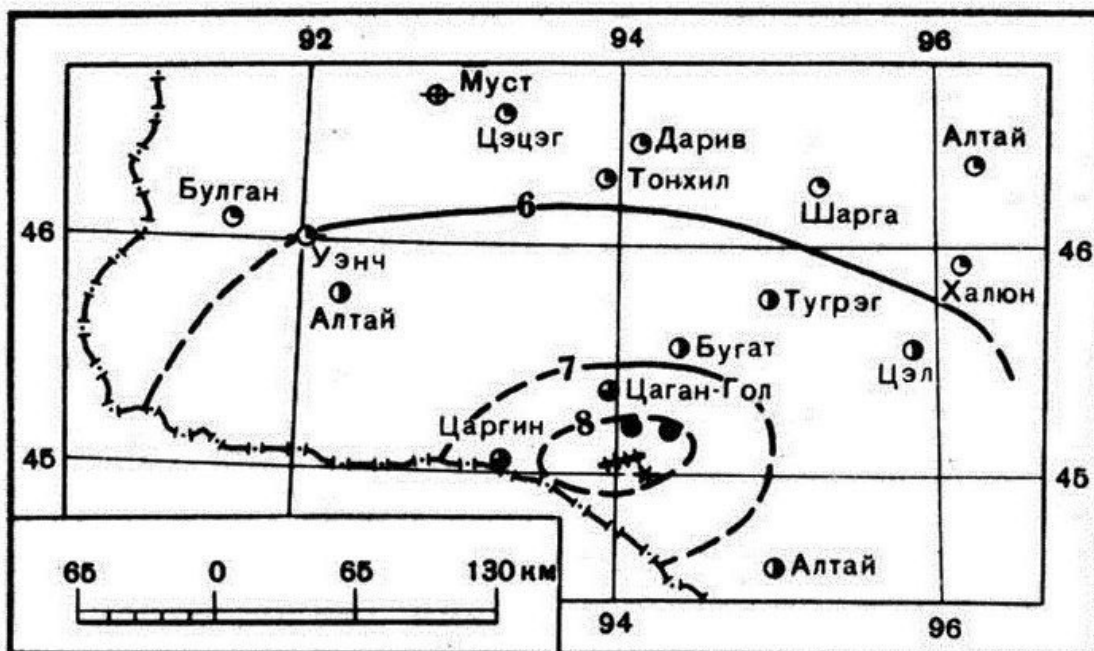 92 94 96
Муст
Цэцэг
Дарив
Алтай
Тонхил
Булган
6
Шарга
46 46
Уэнч
Халюн
Тугрэг
Алтай
Бугат
7
Цэл
Цаган-Гол
Царгин 8
45 45
Алтай
65 0 65 130 км
94 96